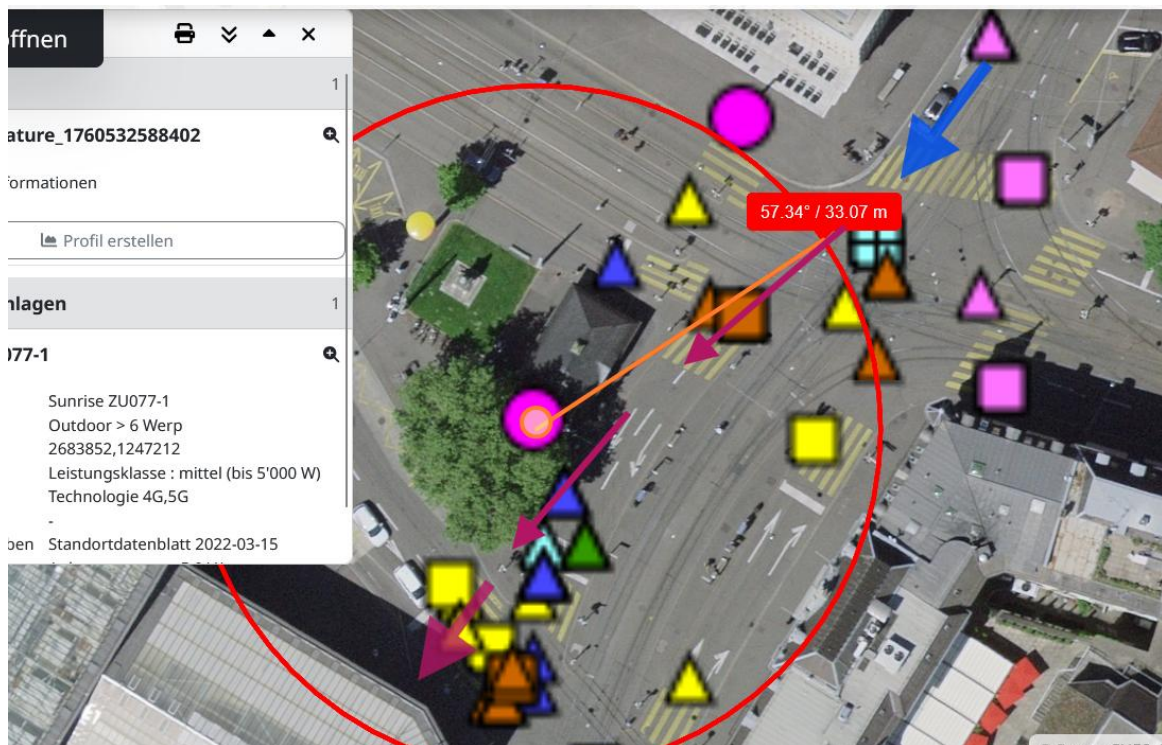 ffnen
1
ature_1760532588402
formationen
Profil erstellen
nlagen 1
077-1
Sunrise ZU077-1
Outdoor > 6 Werp
2683852,1247212
Leistungsklasse : mittel (bis 5'000 W)
Technologie 4G,5G
-
ben Standortdatenblatt 2022-03-15
57.34° / 33.07 m